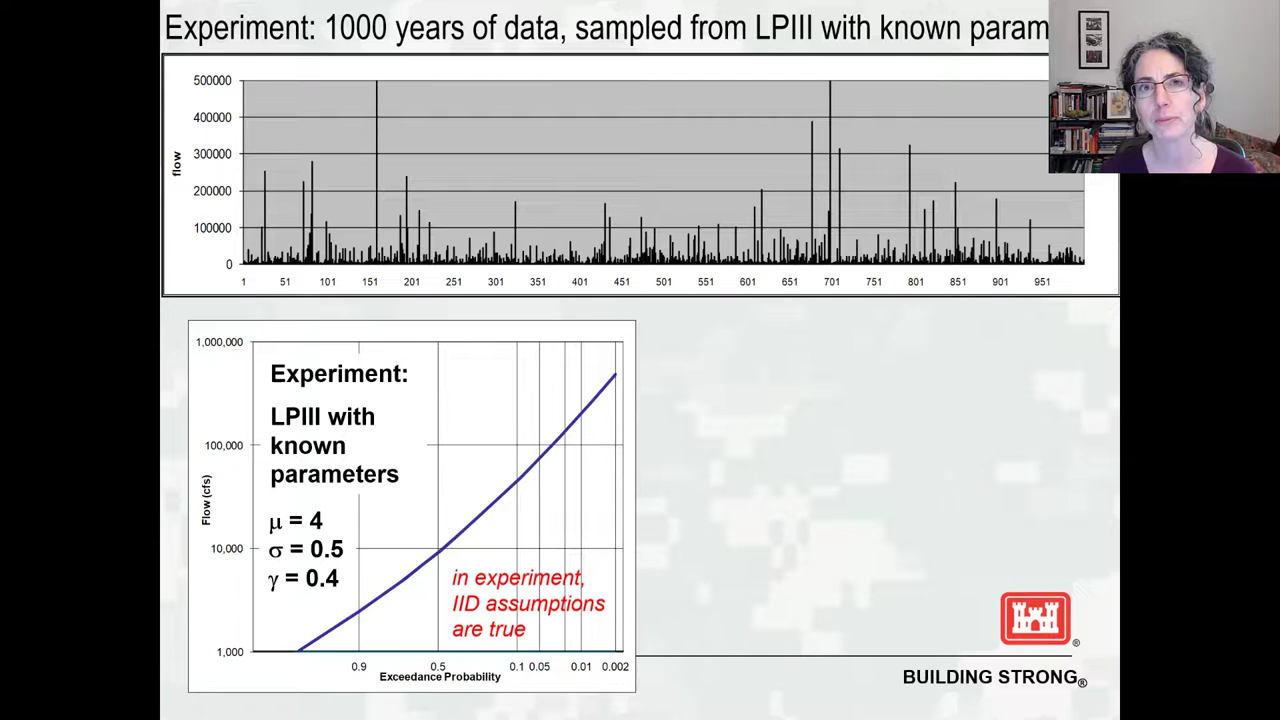 Experiment: 1000 years of data, sampled from LPIII with known param
500000
400000
300000
200000
100000
0
flow
1 51 101 151 201 251 301 351 401 451 501 551 601 651 701 751 801 851 901 951
1,000,000
100,000
10,000
1,000
Flow (cfs)
Experiment:
LPIII with
known
parameters
μ = 4
σ = 0.5
γ = 0.4
in experiment,
IID assumptions
are true
0.9 0.5 0.1 0.05 0.01 0.002
Exceedance Probability
®
BUILDING STRONG®